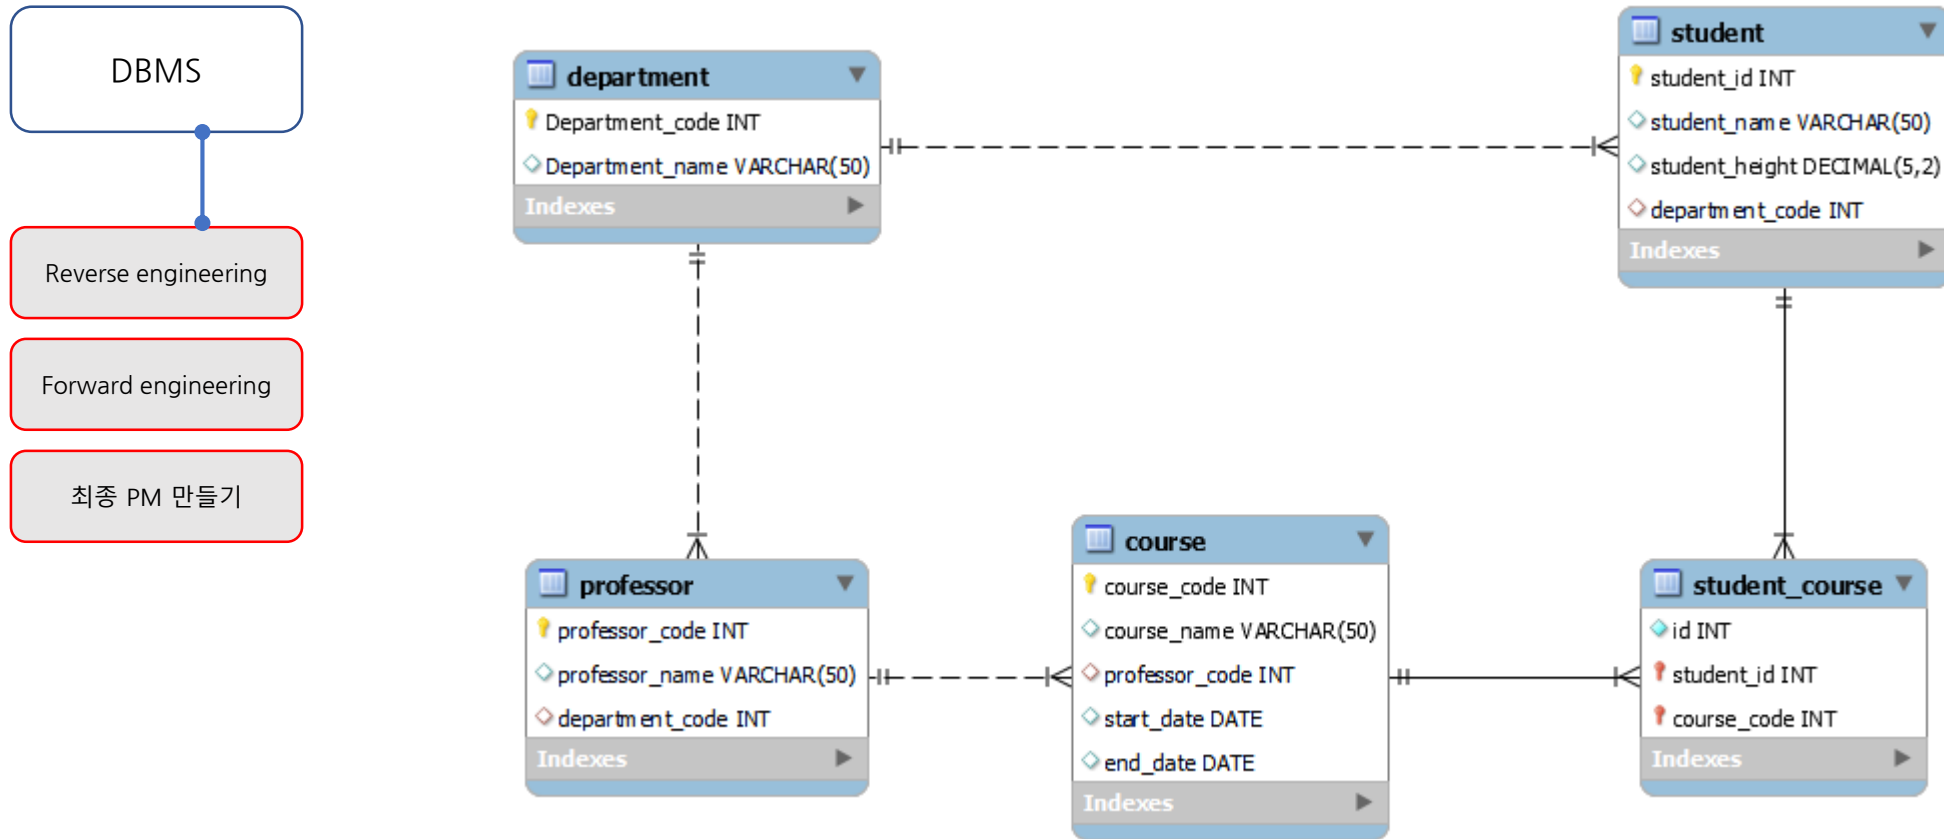 DBMS
Reverse engineering
Forward engineering
최종 PM 만들기
department
Department_code INT
Department_name VARCHAR(50)
Indexes
student
student_id INT
student_name VARCHAR(50)
student_height DECIMAL(5,2)
department_code INT
Indexes
professor
professor_code INT
professor_name VARCHAR(50)
department_code INT
Indexes
course
course_code INT
course_name VARCHAR(50)
professor_code INT
start_date DATE
end_date DATE
Indexes
student_course
id INT
student_id INT
course_code INT
Indexes